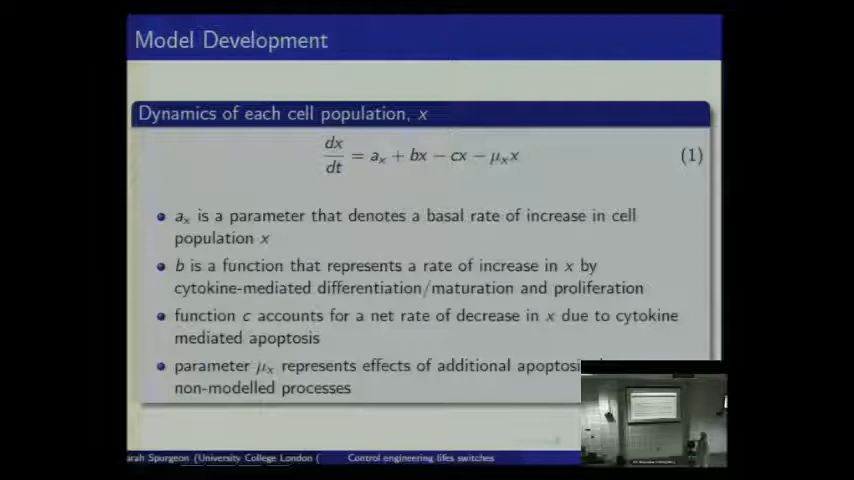 Model Development
Dynamics of each cell population, x
dx/dt = aₓ + bx − cx − μₓx (1)
aₓ is a parameter that denotes a basal rate of increase in cell
population x
b is a function that represents a rate of increase in x by
cytokine-mediated differentiation/maturation and proliferation
function c accounts for a net rate of decrease in x due to cytokine
mediated apoptosis
parameter μₓ represents effects of additional
non-modelled processes
arah Spurgeon (University College London (
Control engineering lifes switches